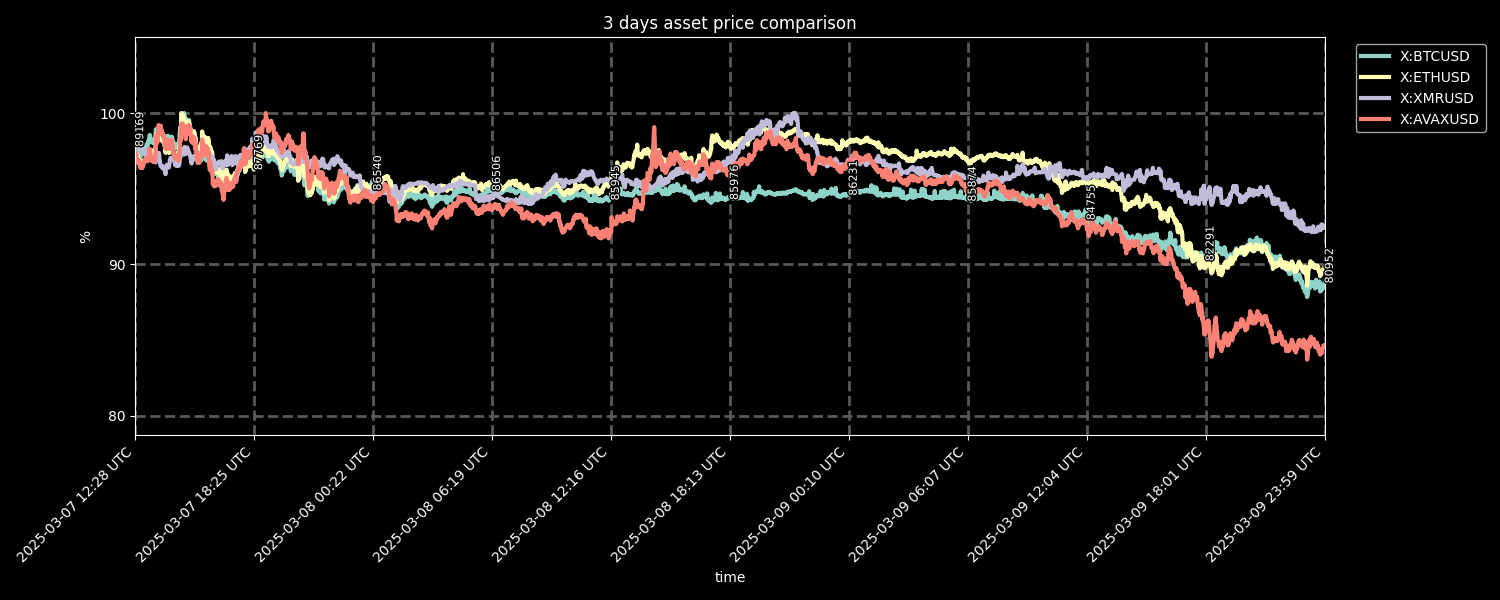 3 days asset price comparison
X:BTCUSD
X:ETHUSD
X:XMRUSD
X:AVAXUSD
100
90
80
%
89169
87769
86540
86506
85945
85976
86231
85874
84755
82291
80952
2025-03-07 12:28 UTC
2025-03-07 18:25 UTC
2025-03-08 00:22 UTC
2025-03-08 06:19 UTC
2025-03-08 12:16 UTC
2025-03-08 18:13 UTC
2025-03-09 00:10 UTC
2025-03-09 06:07 UTC
2025-03-09 12:04 UTC
2025-03-09 18:01 UTC
2025-03-09 23:59 UTC
time